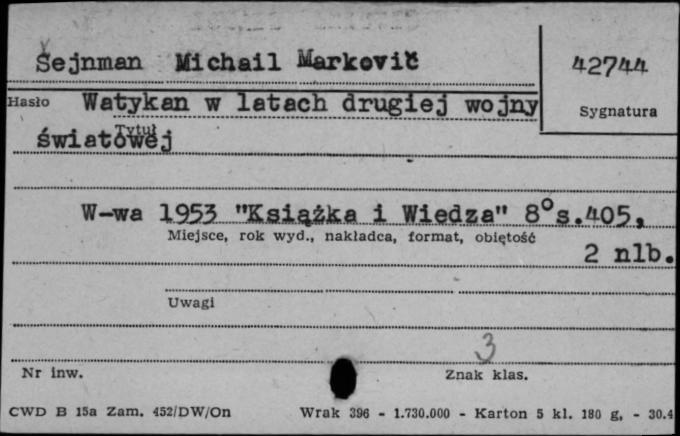 Šejnman Michail Markovič
42744
Hasło Watykan w latach drugiej wojny
Sygnatura
Tytuł
światowej
W-wa 1953 "Książka i Wiedza" 8° s.405,
Miejsce, rok wyd., nakładca, format, objętość
2 nlb.
Uwagi
3
Nr inw.
Znak klas.
CWD B 15a Zam. 452/DW/On Wrak 396 - 1.730.000 - Karton 5 kl. 180 g, - 30.4